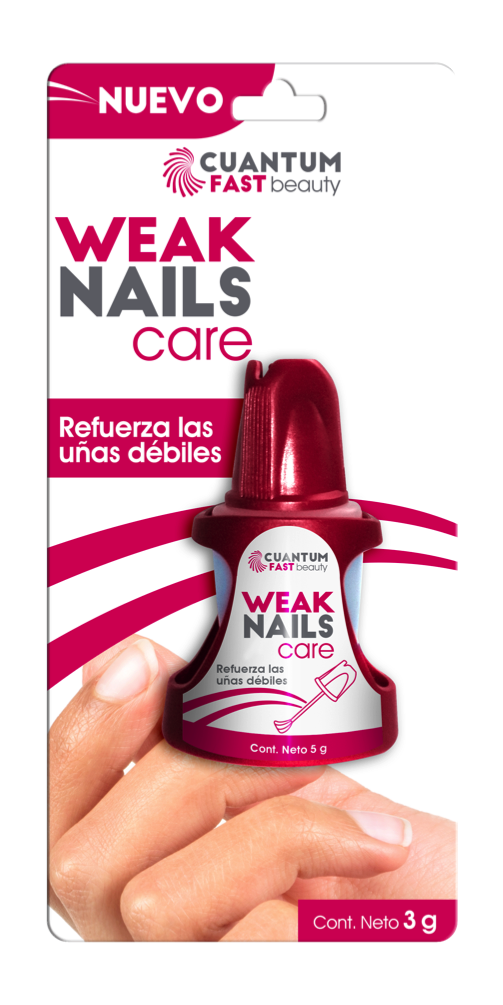 NUEVO
CUANTUM
FAST beauty
WEAK
NAILS
care
Refuerza las
uñas débiles
CUANTUM
FAST beauty
WEAK
NAILS
care
Refuerza las
uñas débiles
Cont. Neto 5 g
Cont. Neto 3 g